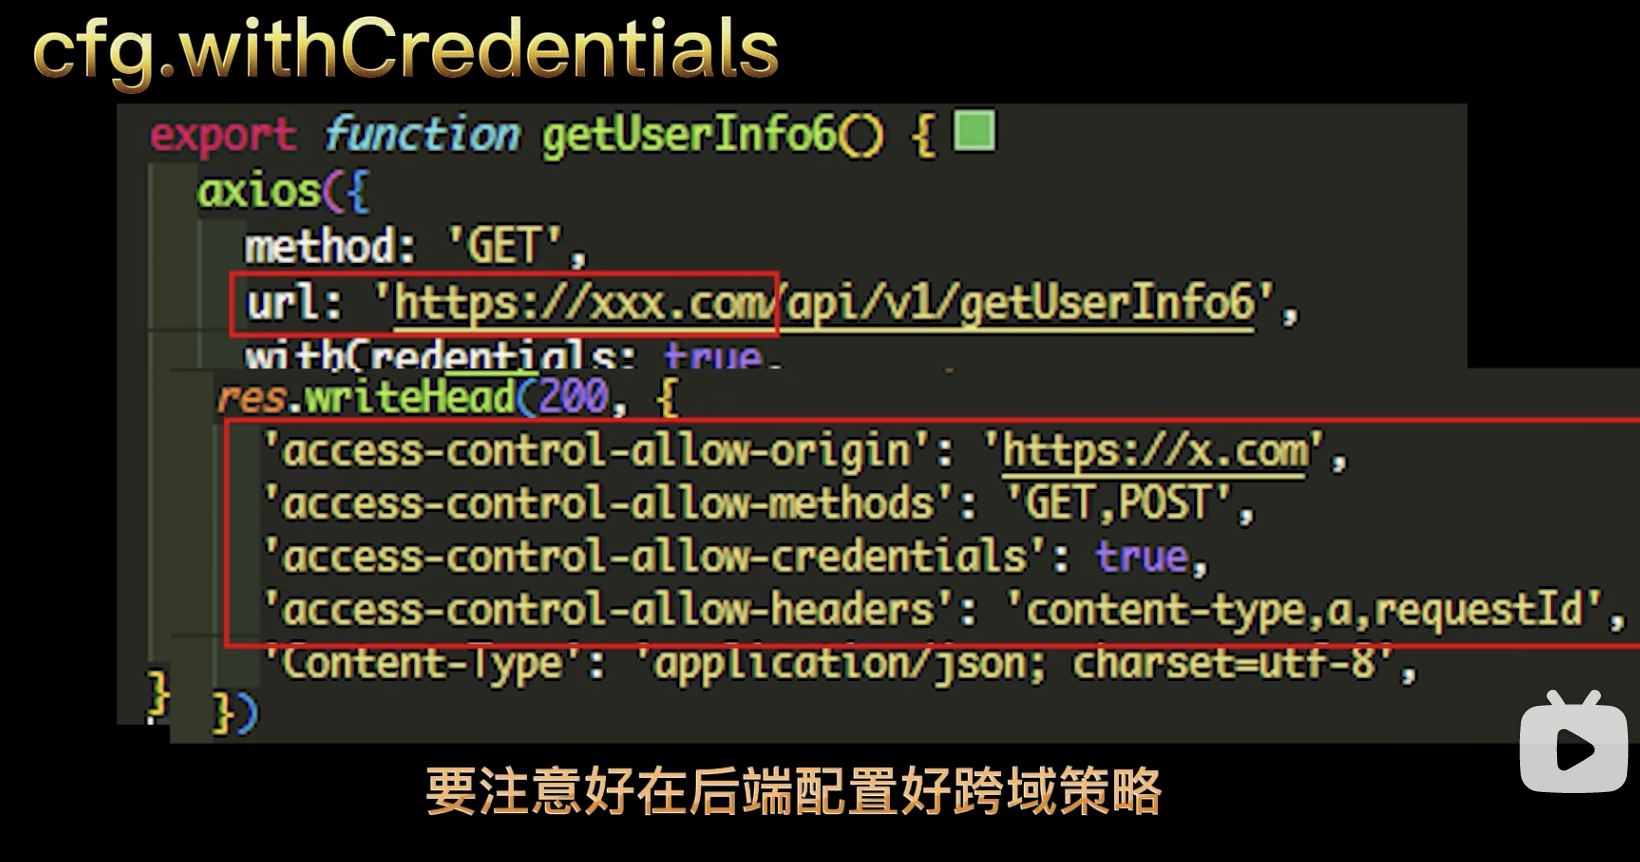 cfg.withCredentials
export function getUserInfo6() {
axios({
method: 'GET',
url: 'https://xxx.com/api/v1/getUserInfo6',
withCredentials: true,
res.writeHead(200, {
'access-control-allow-origin': 'https://x.com',
'access-control-allow-methods': 'GET,POST',
'access-control-allow-credentials': true,
'access-control-allow-headers': 'content-type,a,requestId',
'Content-Type': 'application/json; charset=utf-8',
}
})
要注意好在后端配置好跨域策略